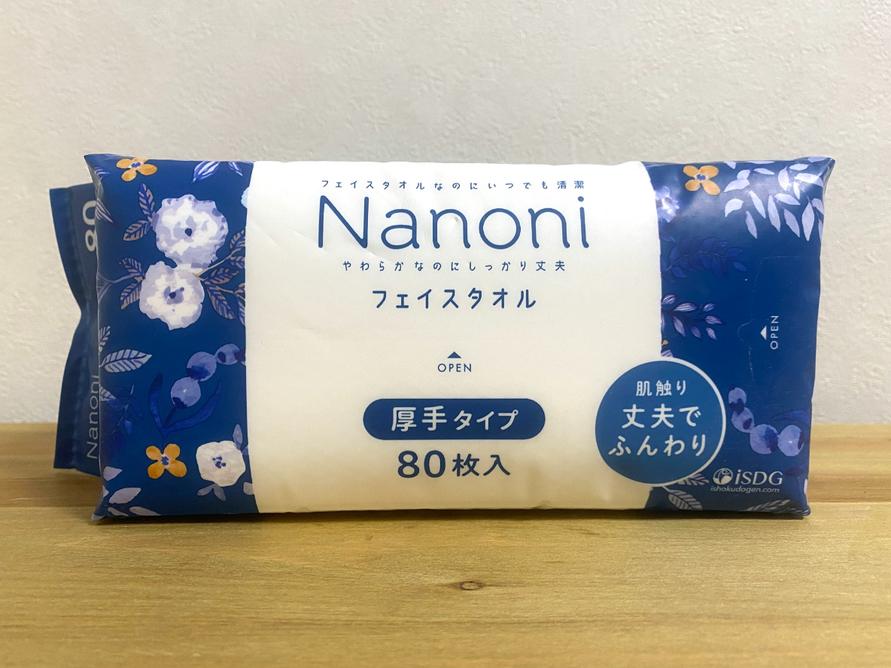 フェイスタオルなのにいつでも清潔
Nanoni
やわらかなのにしっかり丈夫
フェイスタオル
OPEN
厚手タイプ
80枚入
肌触り
丈夫で
ふんわり
iSDG
ishokudogen.com
OPEN
80
Nanoni